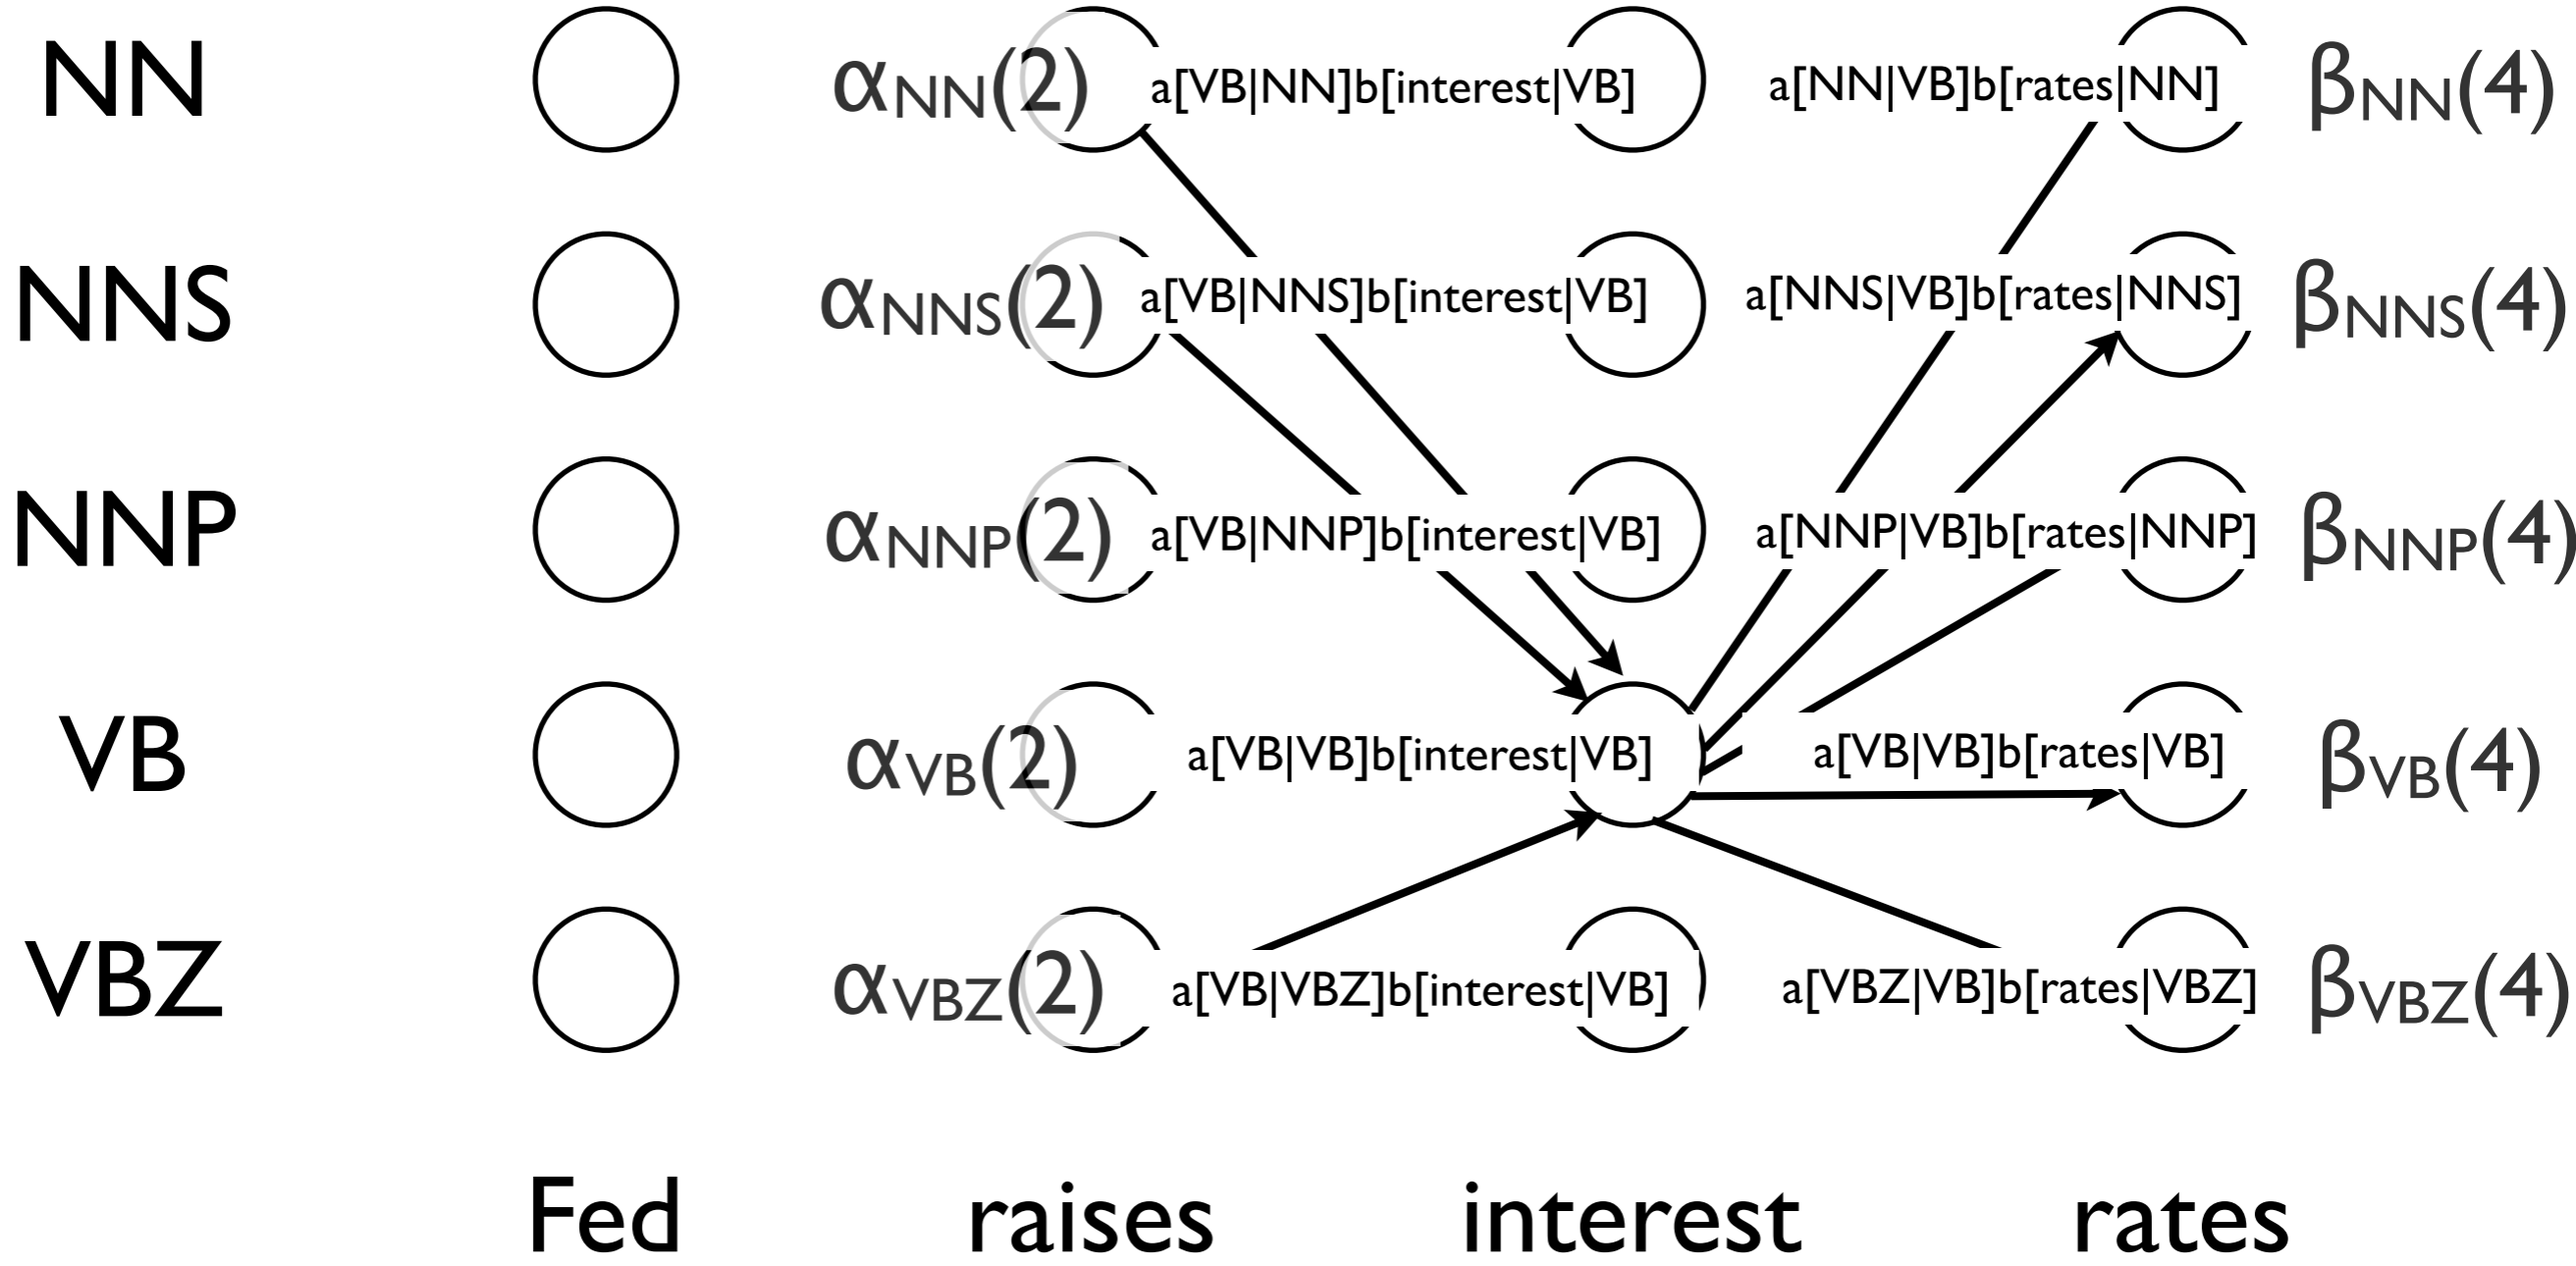 NN α_NN(2) a[VB|NN]b[interest|VB] a[NN|VB]b[rates|NN] β_NN(4)
NNS α_NNS(2) a[VB|NNS]b[interest|VB] a[NNS|VB]b[rates|NNS] β_NNS(4)
NNP α_NNP(2) a[VB|NNP]b[interest|VB] a[NNP|VB]b[rates|NNP] β_NNP(4)
VB α_VB(2) a[VB|VB]b[interest|VB] a[VB|VB]b[rates|VB] β_VB(4)
VBZ α_VBZ(2) a[VB|VBZ]b[interest|VB] a[VBZ|VB]b[rates|VBZ] β_VBZ(4)
Fed raises interest rates